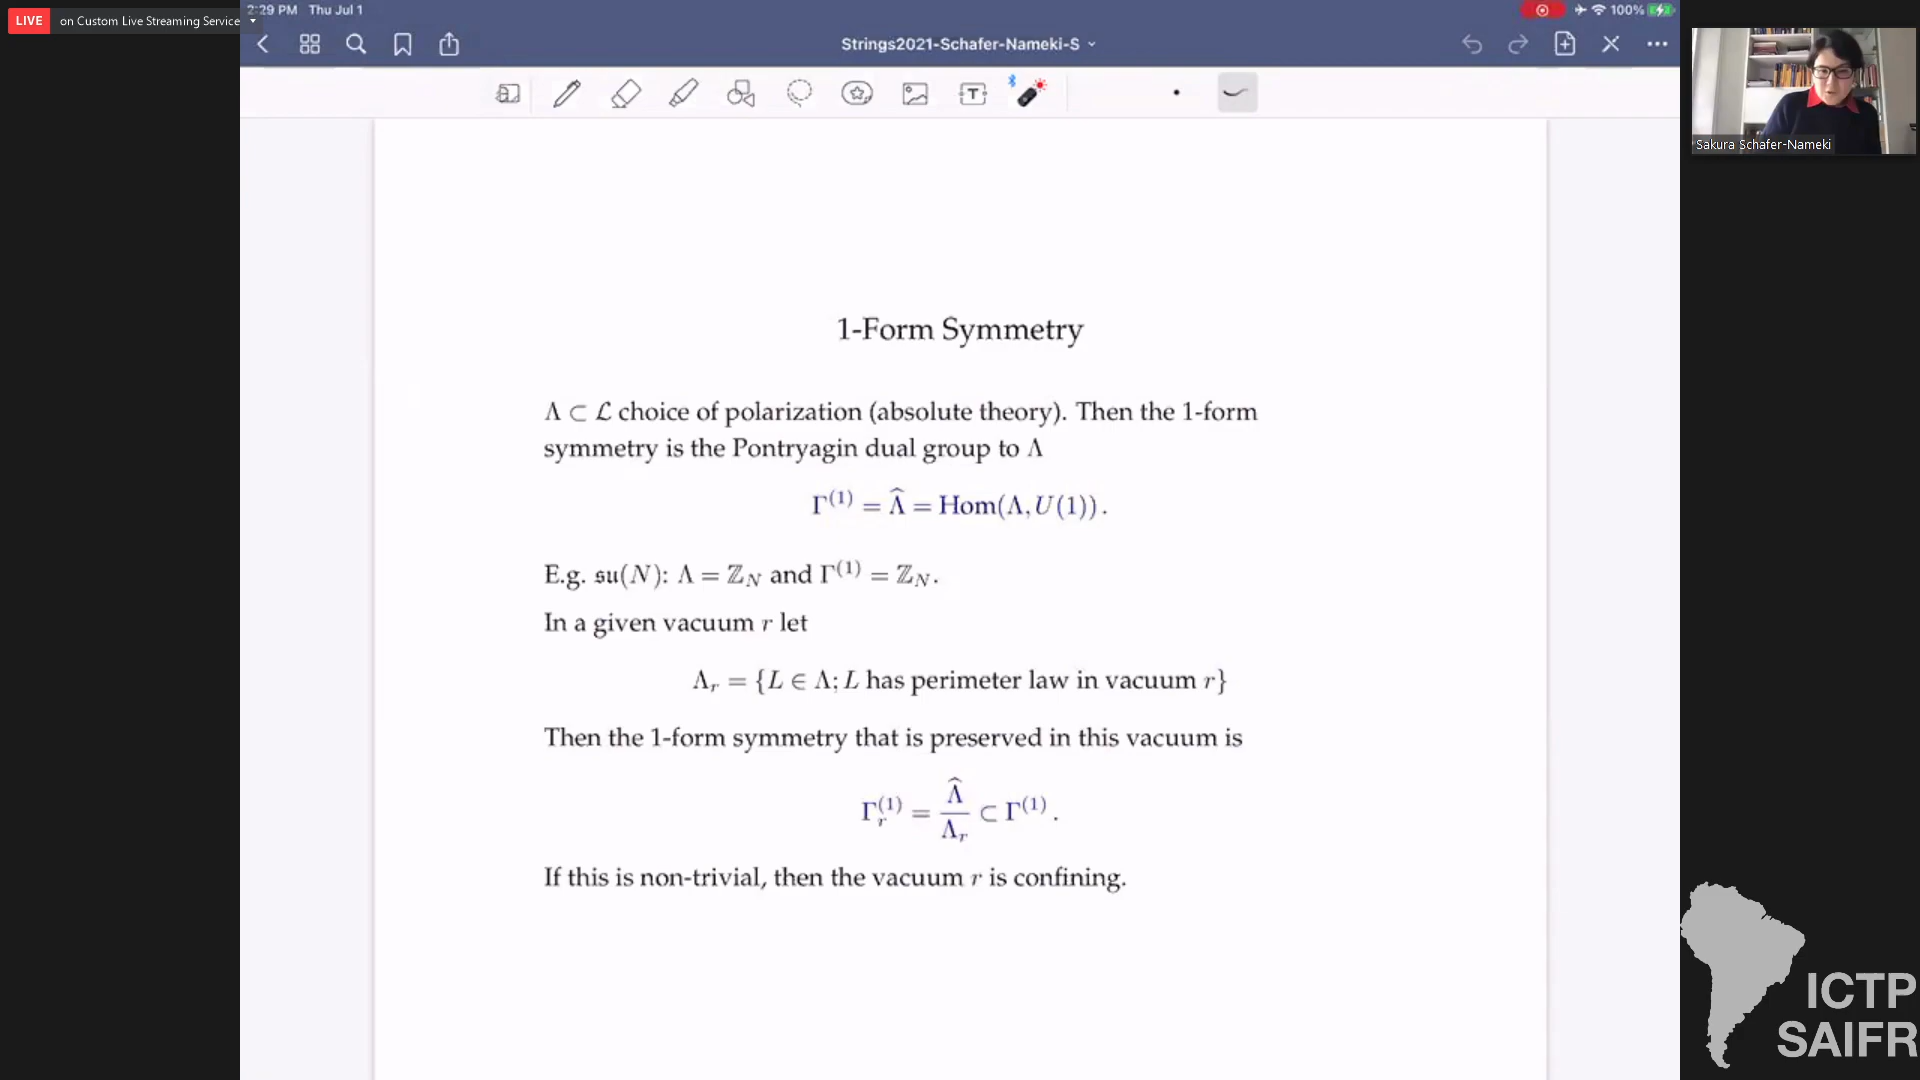 LIVE on Custom Live Streaming Service
2:29 PM Thu Jul 1
100%
Strings2021-Schafer-Nameki-S
T
Sakura Schafer-Nameki
1-Form Symmetry
Λ ⊂ ℒ choice of polarization (absolute theory). Then the 1-form
symmetry is the Pontryagin dual group to Λ
Γ⁽¹⁾ = Λ̂ = Hom(Λ, U(1)) .
E.g. 𝔰𝔲(N): Λ = ℤ_N and Γ⁽¹⁾ = ℤ_N.
In a given vacuum r let
Λ_r = {L ∈ Λ; L has perimeter law in vacuum r}
Then the 1-form symmetry that is preserved in this vacuum is
Γ_r⁽¹⁾ = Λ̂ / Λ_r ⊂ Γ⁽¹⁾ .
If this is non-trivial, then the vacuum r is confining.
ICTP
SAIFR